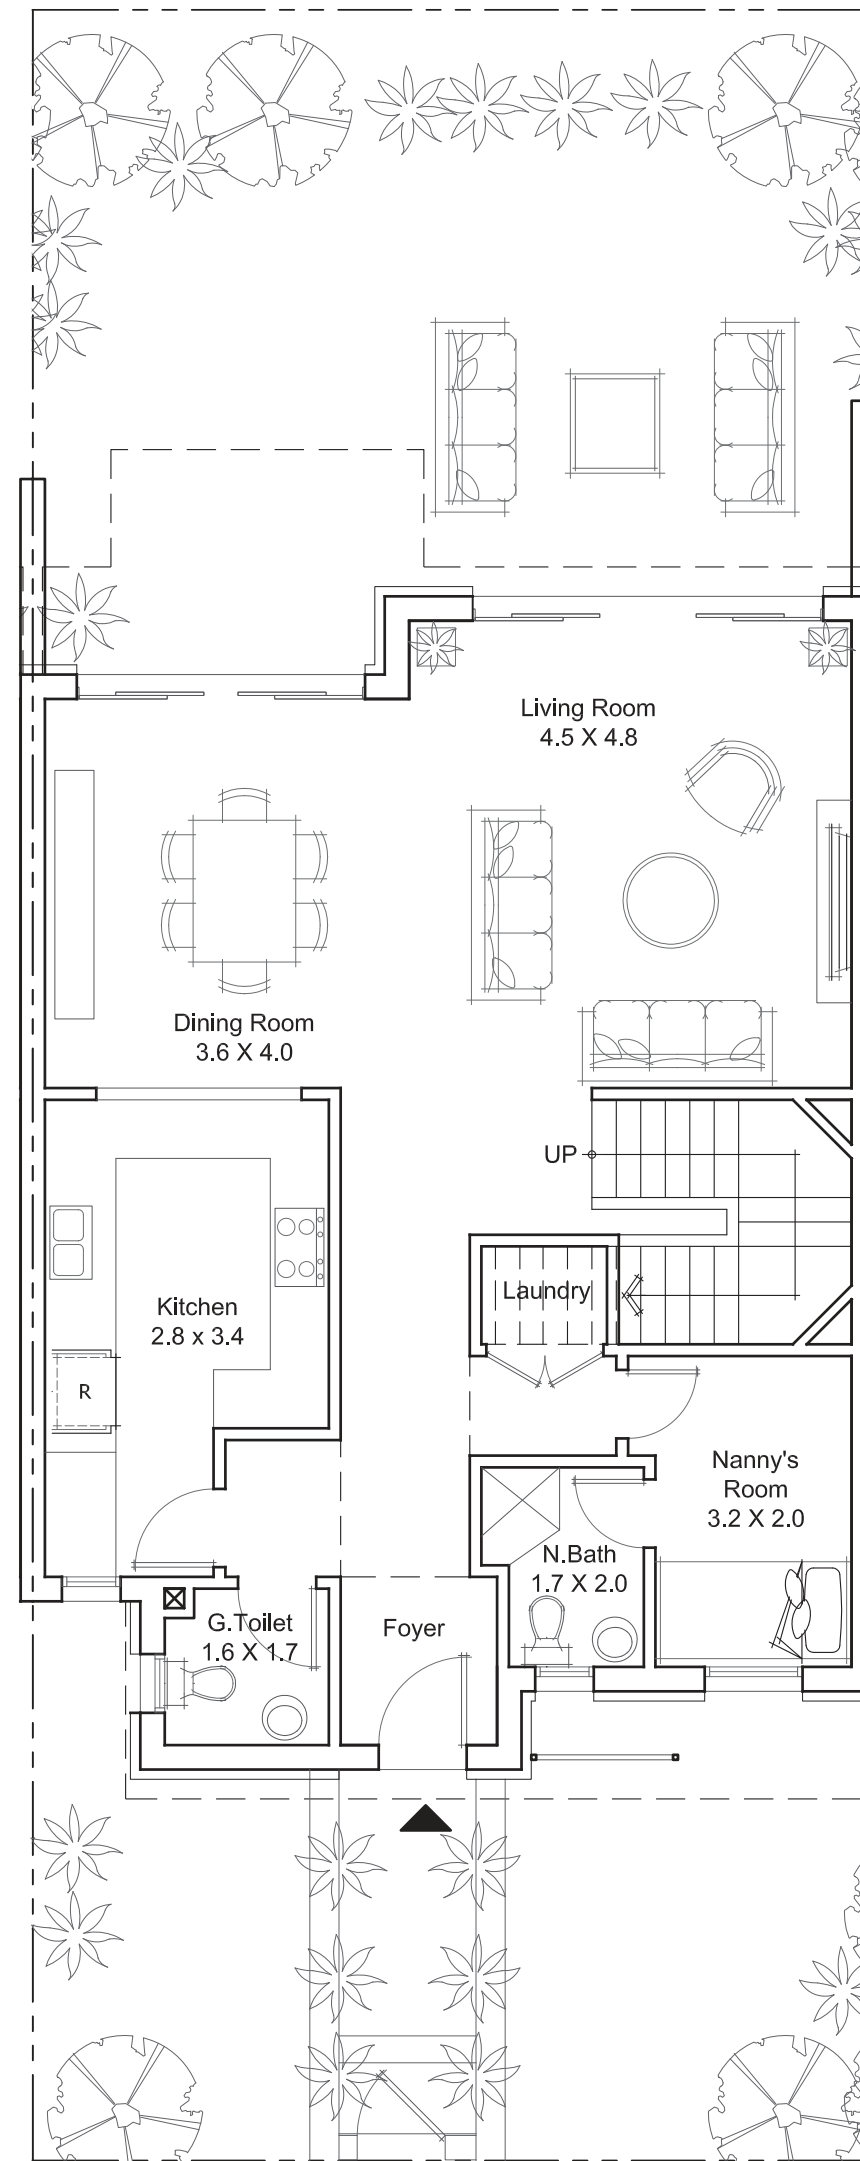 Living Room
4.5 X 4.8
Dining Room
3.6 X 4.0
UP
Laundry
Kitchen
2.8 x 3.4
R
Nanny's
Room
3.2 X 2.0
N.Bath
1.7 X 2.0
G.Toilet
1.6 X 1.7
Foyer